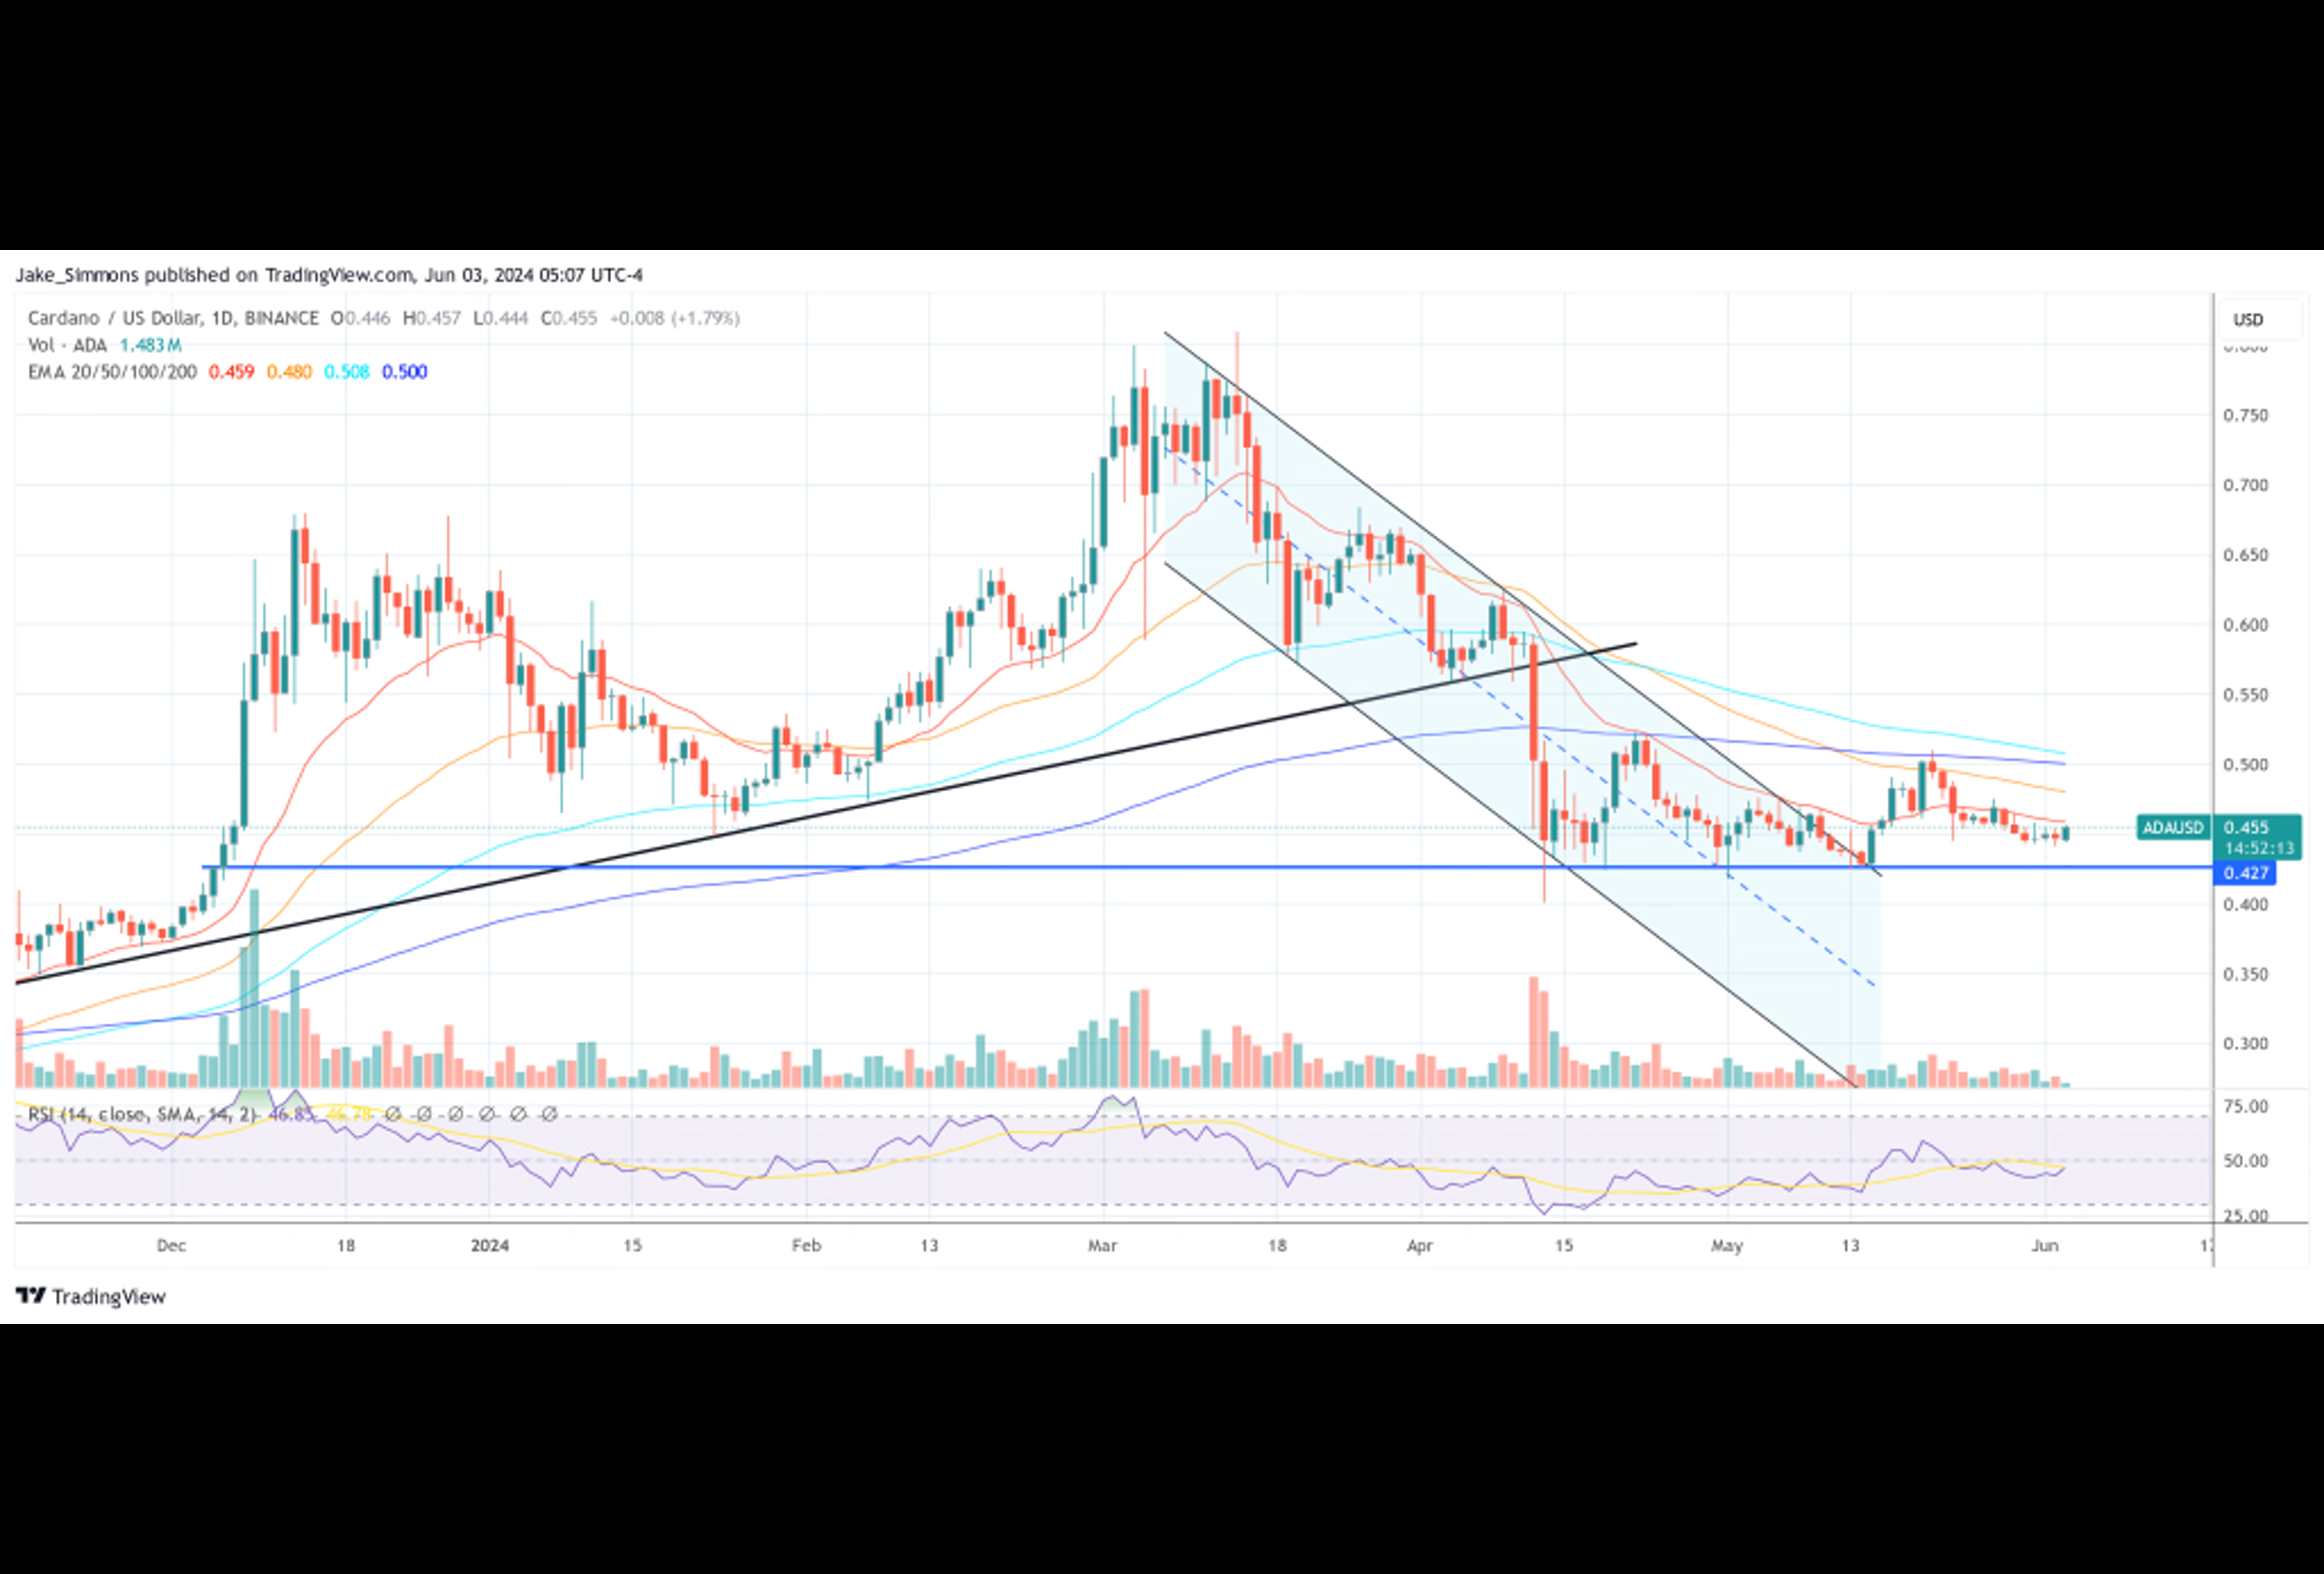 Jake_Simmons published on TradingView.com, Jun 03, 2024 05:07 UTC-4
Cardano / US Dollar, 1D, BINANCE O0.446 H0.457 L0.444 C0.455 +0.008 (+1.79%)
Vol · ADA 1.483M
EMA 20/50/100/200 0.459 0.480 0.508 0.500
USD
0.750
0.700
0.650
0.600
0.550
0.500
ADAUSD 0.455
14:52:13
0.427
0.400
0.350
0.300
RSI (14, close, SMA, 14, 2) 46.85 46.78 ∅ ∅ ∅ ∅ ∅ ∅
75.00
50.00
25.00
Dec 18 2024 15 Feb 13 Mar 18 Apr 15 May 13 Jun
TradingView